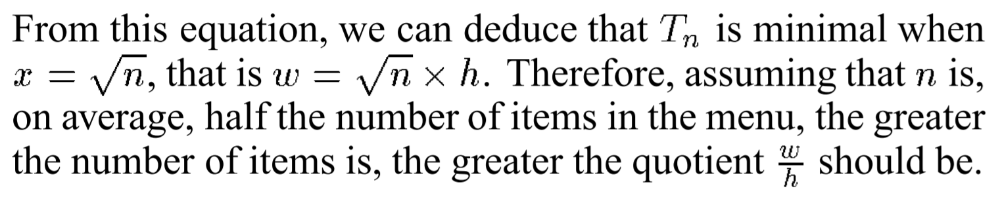 From this equation, we can deduce that $T_n$ is minimal when
$x = \sqrt{n}$, that is $w = \sqrt{n} \times h$. Therefore, assuming that $n$ is,
on average, half the number of items in the menu, the greater
the number of items is, the greater the quotient $\frac{w}{h}$ should be.